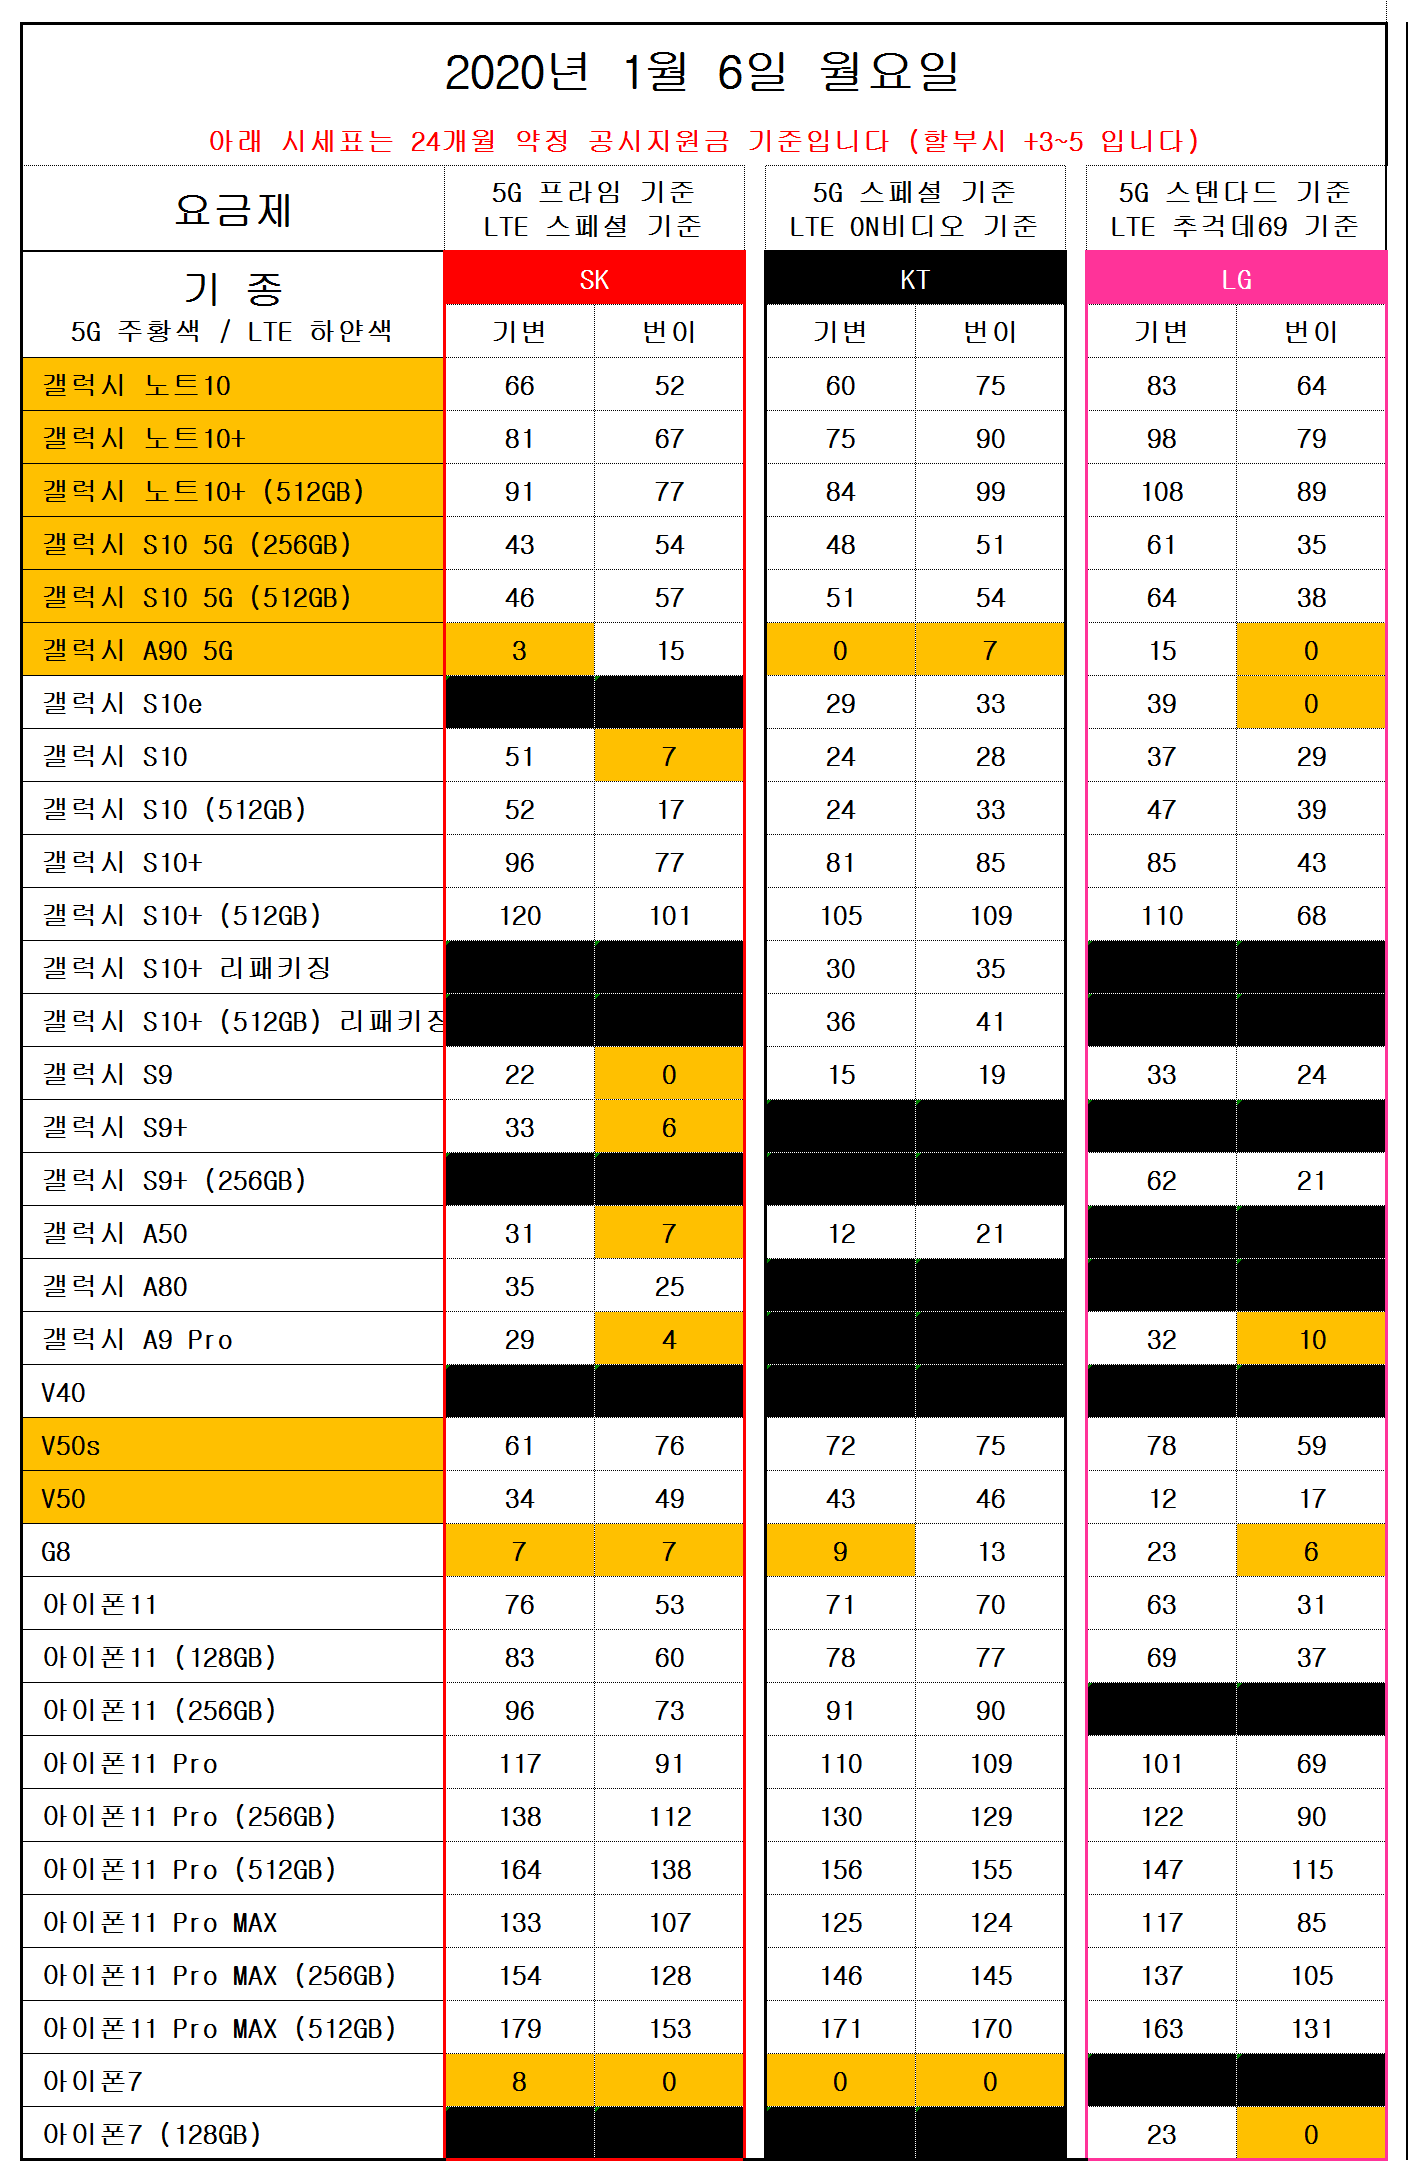 2020년 1월 6일 월요일
아래 시세표는 24개월 약정 공시지원금 기준입니다 (할부시 +3~5 입니다)
요금제 5G 프라임 기준 5G 스페셜 기준 5G 스탠다드 기준
LTE 스페셜 기준 LTE ON비디오 기준 LTE 추걱데69 기준
기 종 SK KT LG
5G 주황색 / LTE 하얀색 기변 번이 기변 번이 기변 번이
갤럭시 노트10 66 52 60 75 83 64
갤럭시 노트10+ 81 67 75 90 98 79
갤럭시 노트10+ (512GB) 91 77 84 99 108 89
갤럭시 S10 5G (256GB) 43 54 48 51 61 35
갤럭시 S10 5G (512GB) 46 57 51 54 64 38
갤럭시 A90 5G 3 15 0 7 15 0
갤럭시 S10e 29 33 39 0
갤럭시 S10 51 7 24 28 37 29
갤럭시 S10 (512GB) 52 17 24 33 47 39
갤럭시 S10+ 96 77 81 85 85 43
갤럭시 S10+ (512GB) 120 101 105 109 110 68
갤럭시 S10+ 리패키징 30 35
갤럭시 S10+ (512GB) 리패키징 36 41
갤럭시 S9 22 0 15 19 33 24
갤럭시 S9+ 33 6
갤럭시 S9+ (256GB) 62 21
갤럭시 A50 31 7 12 21
갤럭시 A80 35 25
갤럭시 A9 Pro 29 4 32 10
V40
V50s 61 76 72 75 78 59
V50 34 49 43 46 12 17
G8 7 7 9 13 23 6
아이폰11 76 53 71 70 63 31
아이폰11 (128GB) 83 60 78 77 69 37
아이폰11 (256GB) 96 73 91 90
아이폰11 Pro 117 91 110 109 101 69
아이폰11 Pro (256GB) 138 112 130 129 122 90
아이폰11 Pro (512GB) 164 138 156 155 147 115
아이폰11 Pro MAX 133 107 125 124 117 85
아이폰11 Pro MAX (256GB) 154 128 146 145 137 105
아이폰11 Pro MAX (512GB) 179 153 171 170 163 131
아이폰7 8 0 0 0
아이폰7 (128GB) 23 0